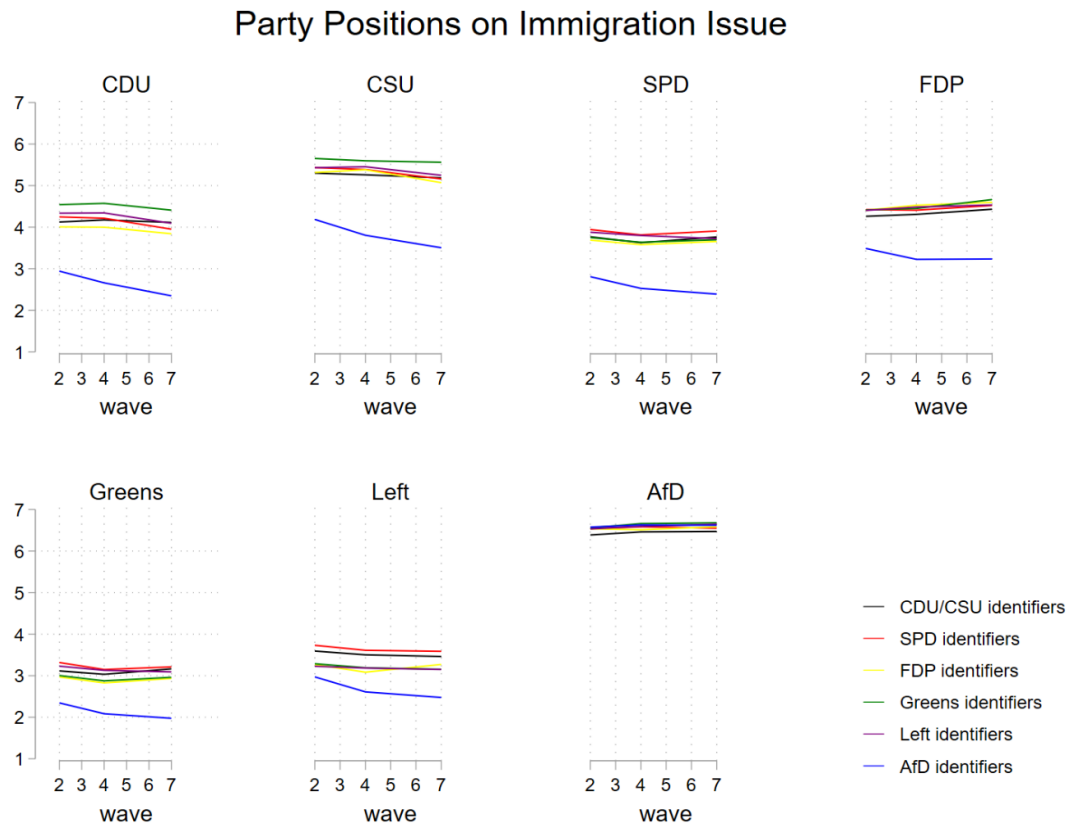 Party Positions on Immigration Issue
CDU
CSU
SPD
FDP
7
6
5
4
3
2
1
2 3 4 5 6 7
2 3 4 5 6 7
2 3 4 5 6 7
2 3 4 5 6 7
wave
wave
wave
wave
Greens
Left
AfD
7
6
5
4
3
2
1
2 3 4 5 6 7
2 3 4 5 6 7
2 3 4 5 6 7
wave
wave
wave
CDU/CSU identifiers
SPD identifiers
FDP identifiers
Greens identifiers
Left identifiers
AfD identifiers